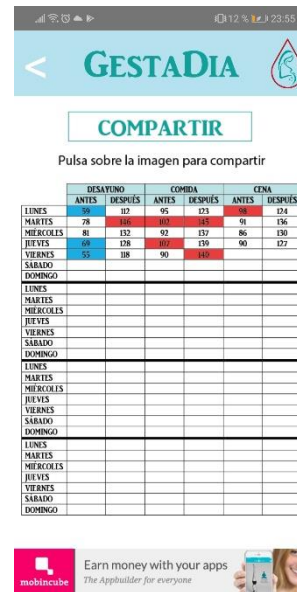 12 % 23:55
< GESTADIA
COMPARTIR
Pulsa sobre la imagen para compartir
DESAYUNO COMIDA CENA
ANTES DESPUÉS ANTES DESPUÉS ANTES DESPUÉS
LUNES 59 112 95 123 98 124
MARTES 78 146 102 145 91 136
MIÉRCOLES 81 132 92 137 86 130
JUEVES 69 128 107 139 90 127
VIERNES 55 118 90 140
SÁBADO
DOMINGO
LUNES
MARTES
MIÉRCOLES
JUEVES
VIERNES
SÁBADO
DOMINGO
LUNES
MARTES
MIÉRCOLES
JUEVES
VIERNES
SÁBADO
DOMINGO
LUNES
MARTES
MIÉRCOLES
JUEVES
VIERNES
SÁBADO
DOMINGO
mobincube
Earn money with your apps
The Appbuilder for everyone